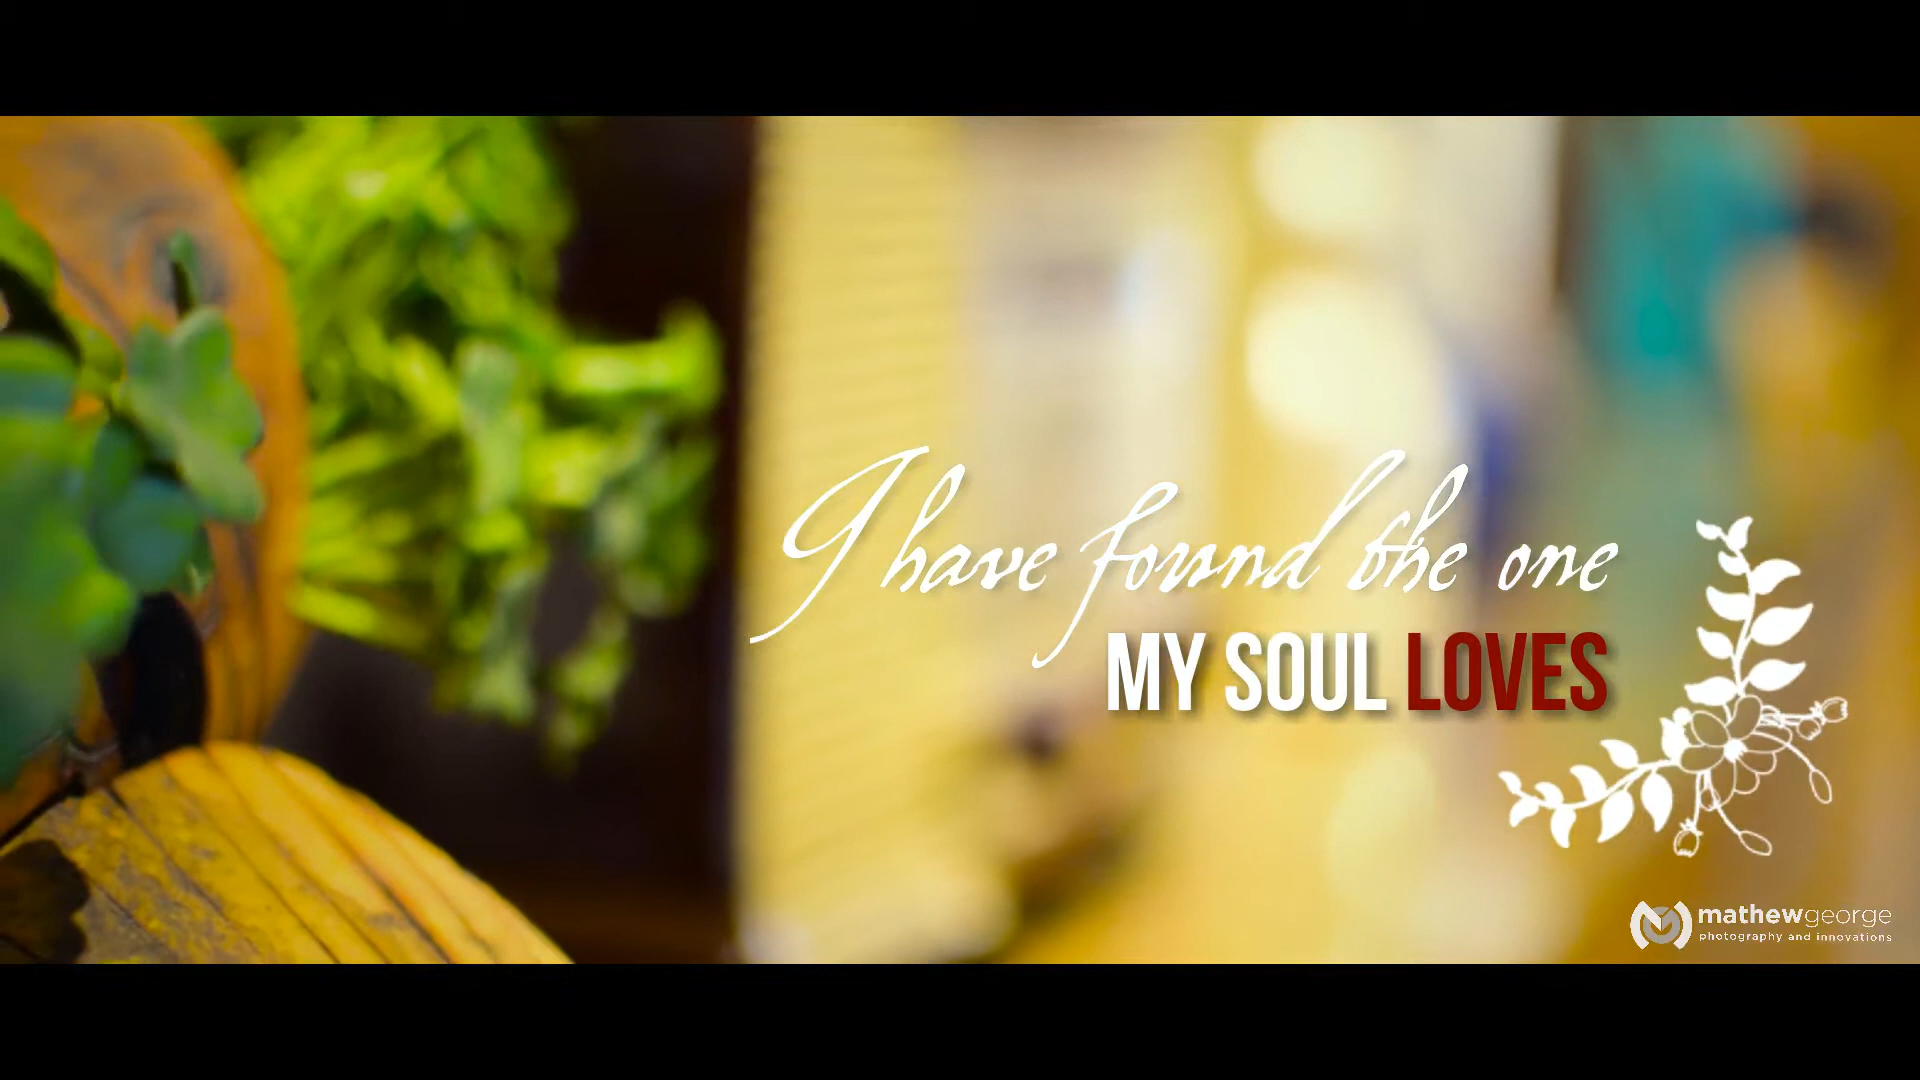 I have found the one
MY SOUL LOVES
mathewgeorge
photography and innovations